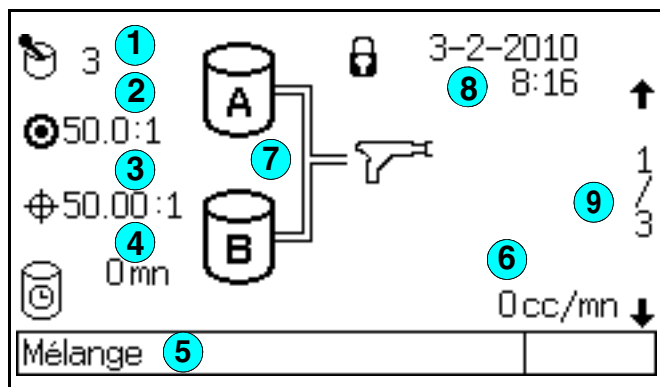 3 1 3-2-2010
2 8 8:16
A
50.0:1
3 7 1
/
9
50.00:1 3
4 B
0mn 6
0cc/mn
Mélange 5